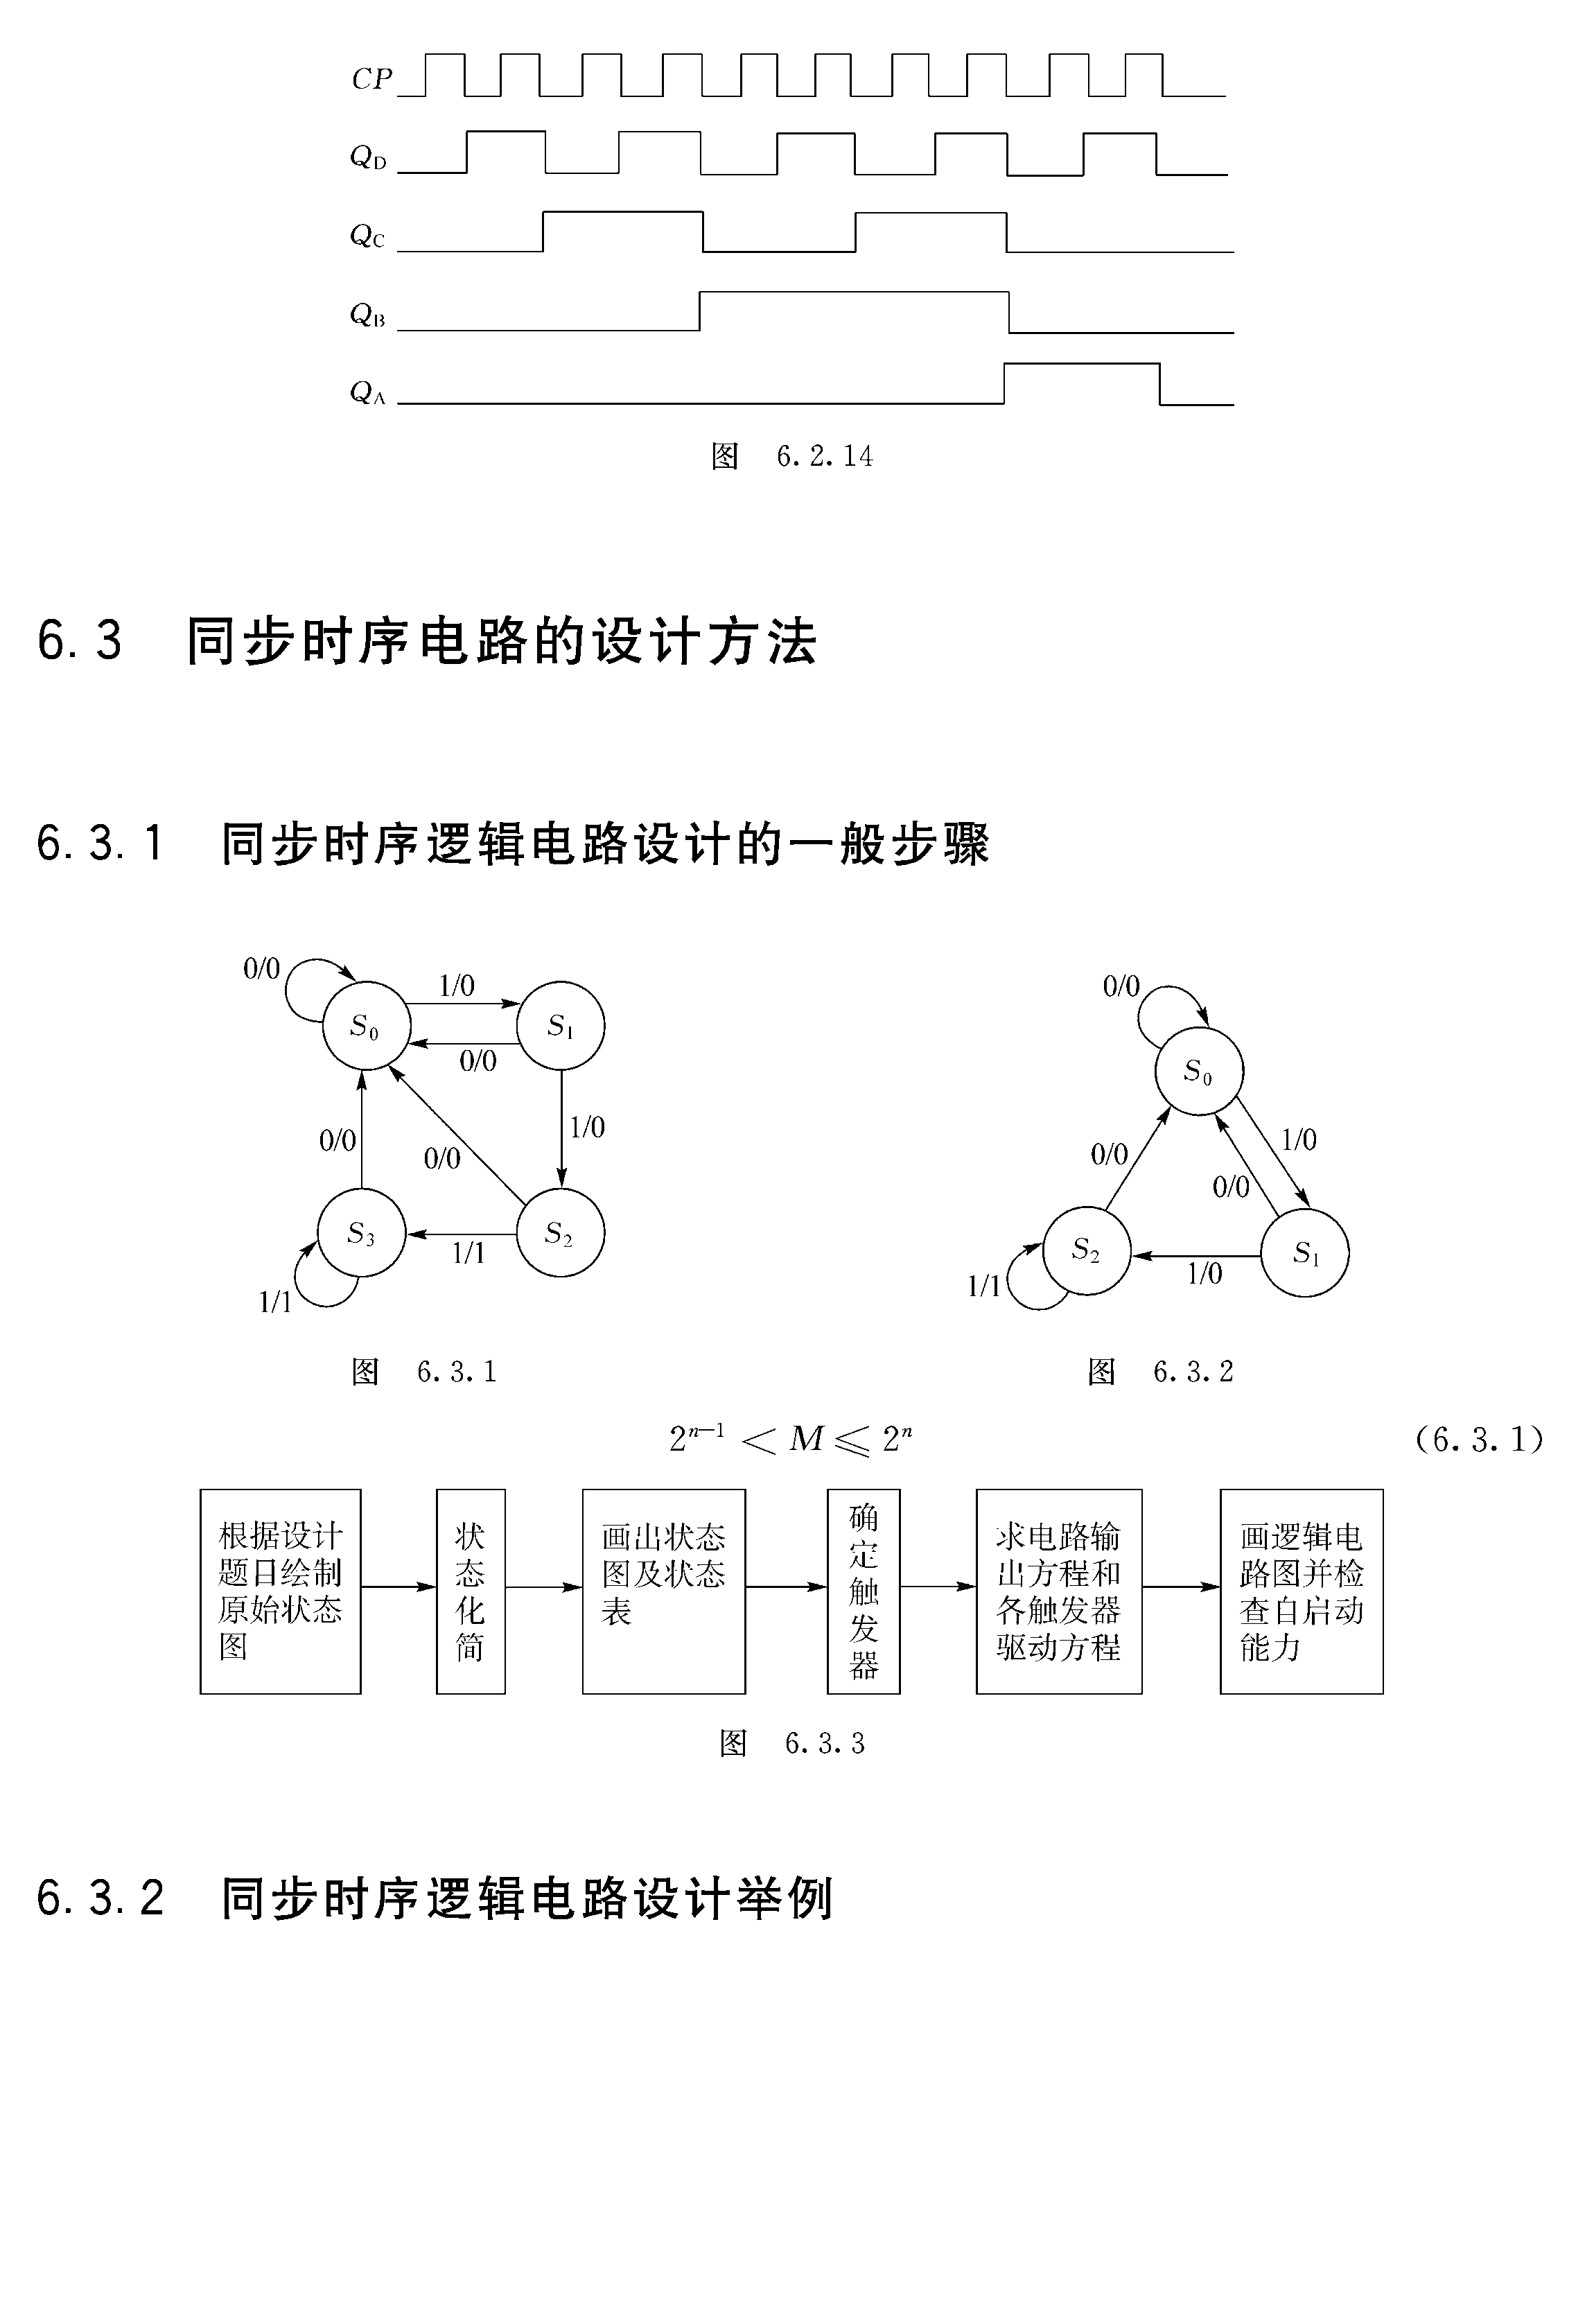 CP
Q_D
Q_C
Q_B
Q_A
图 6.2.14
6.3 同步时序电路的设计方法
6.3.1 同步时序逻辑电路设计的一般步骤
0/0
1/0
S₀
S₁
0/0
1/0
0/0
0/0
S₃
S₂
1/1
1/1
图 6.3.1
0/0
S₀
1/0
0/0
0/0
S₂
S₁
1/0
1/1
图 6.3.2
2ⁿ⁻¹ < M ⩽ 2ⁿ (6.3.1)
根据设计
题日绘制
原始状态
图
状
态
化
简
画出状态
图及状态
表
确
定
触
发
器
求电路输
出方程和
各触发器
驱动方程
画逻辑电
路图并检
查自启动
能力
图 6.3.3
6.3.2 同步时序逻辑电路设计举例